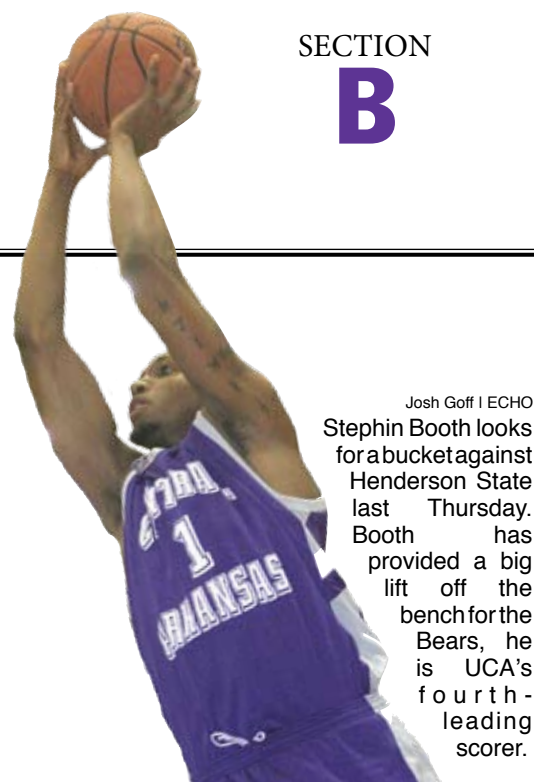 SECTION
B
Josh Goff | ECHO
Stephin Booth looks
for a bucket against
Henderson State
last Thursday.
Booth has
provided a big
lift off the
bench for the
Bears, he
is UCA's
fourth-
leading
scorer.
CENTRAL
1
ARKANSAS